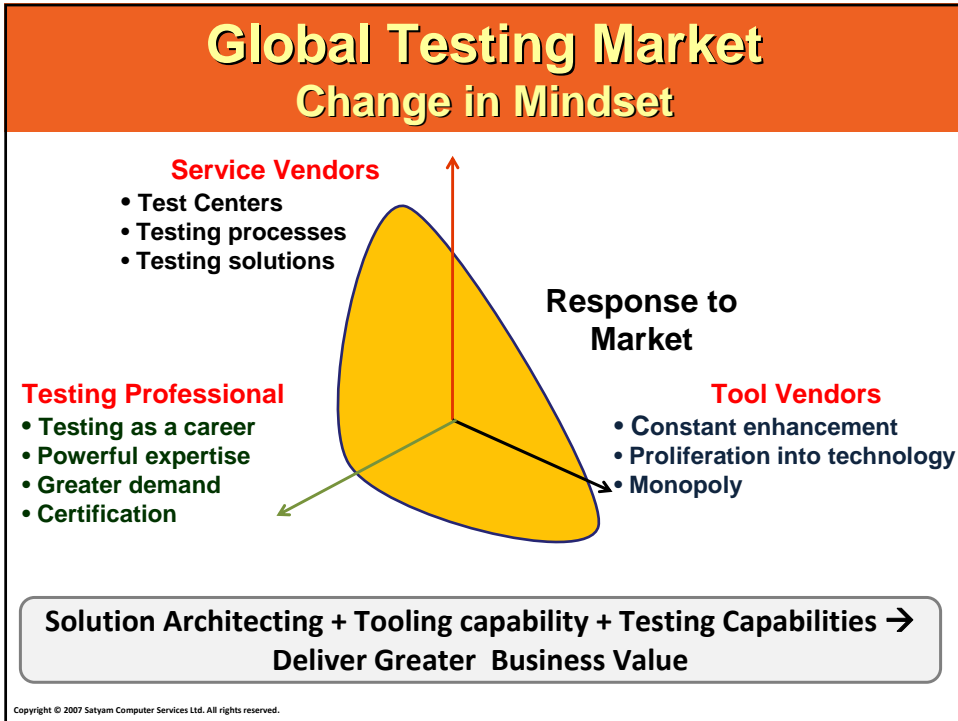 Global Testing Market
Change in Mindset
Service Vendors
• Test Centers
• Testing processes
• Testing solutions
Response to
Market
Testing Professional
• Testing as a career
• Powerful expertise
• Greater demand
• Certification
Tool Vendors
• Constant enhancement
• Proliferation into technology
• Monopoly
Solution Architecting + Tooling capability + Testing Capabilities →
Deliver Greater  Business Value
Copyright © 2007 Satyam Computer Services Ltd. All rights reserved.